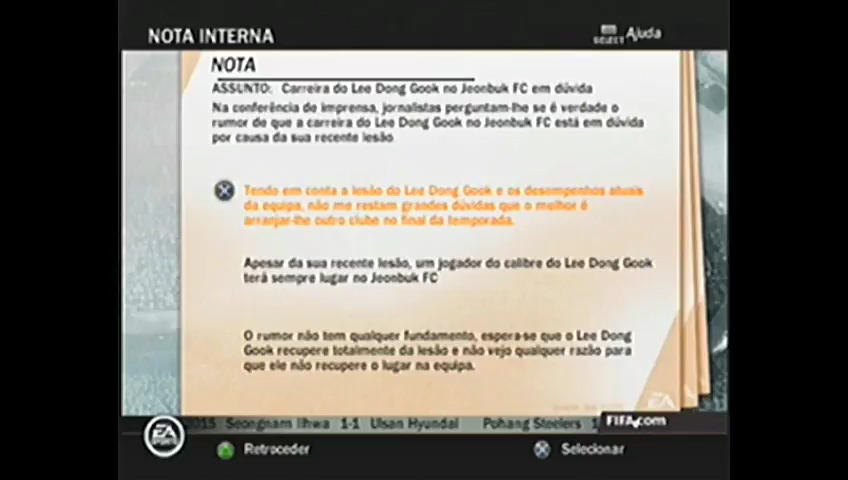 NOTA INTERNA
SELECT Ajuda
NOTA
ASSUNTO: Carreira do Lee Dong Gook no Jeonbuk FC em dúvida
Na conferência de imprensa, jornalistas perguntam-lhe se é verdade o
rumor de que a carreira do Lee Dong Gook no Jeonbuk FC está em dúvida
por causa da sua recente lesão.
Tendo em conta a lesão do Lee Dong Gook e os desempenhos atuais
da equipa, não me restam grandes dúvidas que o melhor é
arranjar-lhe outro clube no final da temporada.
Apesar da sua recente lesão, um jogador do calibre do Lee Dong Gook
terá sempre lugar no Jeonbuk FC
O rumor não tem qualquer fundamento, espera-se que o Lee Dong
Gook recupere totalmente da lesão e não vejo qualquer razão para
que ele não recupere o lugar na equipa.
EA
2015 Seongnam Ilhwa 1-1 Ulsan Hyundai Pohang Steelers 1
FIFA.com
EA SPORTS
Retroceder
Selecionar